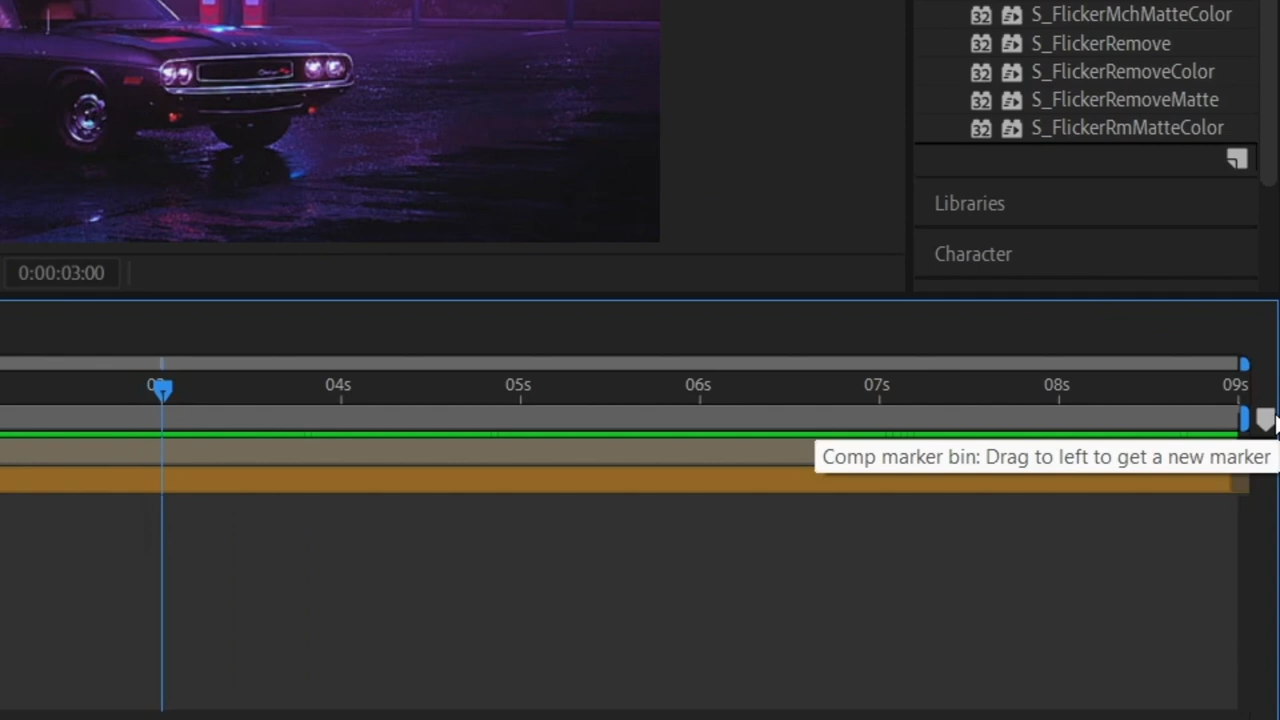 S_FlickerMchMatteColor
S_FlickerRemove
S_FlickerRemoveColor
S_FlickerRemoveMatte
S_FlickerRmMatteColor
Libraries
Character
0:00:03:00
04s 05s 06s 07s 08s 09s
Comp marker bin: Drag to left to get a new marker